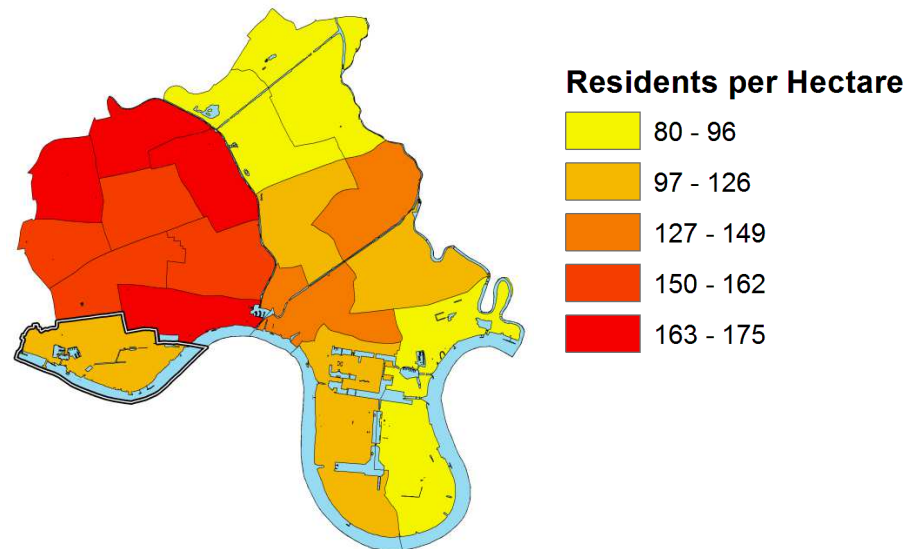 Residents per Hectare
80 - 96
97 - 126
127 - 149
150 - 162
163 - 175